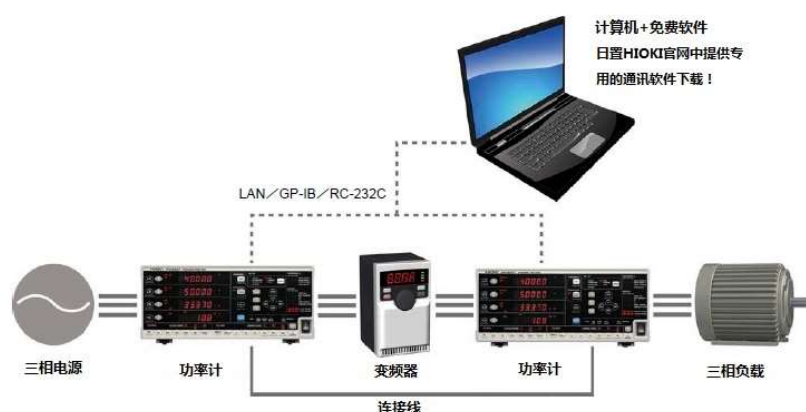 计算机+免费软件
日置HIOKI官网中提供专
用的通讯软件下载！
LAN／GP-IB／RC-232C
三相电源
功率计
变频器
功率计
三相负载
连接线